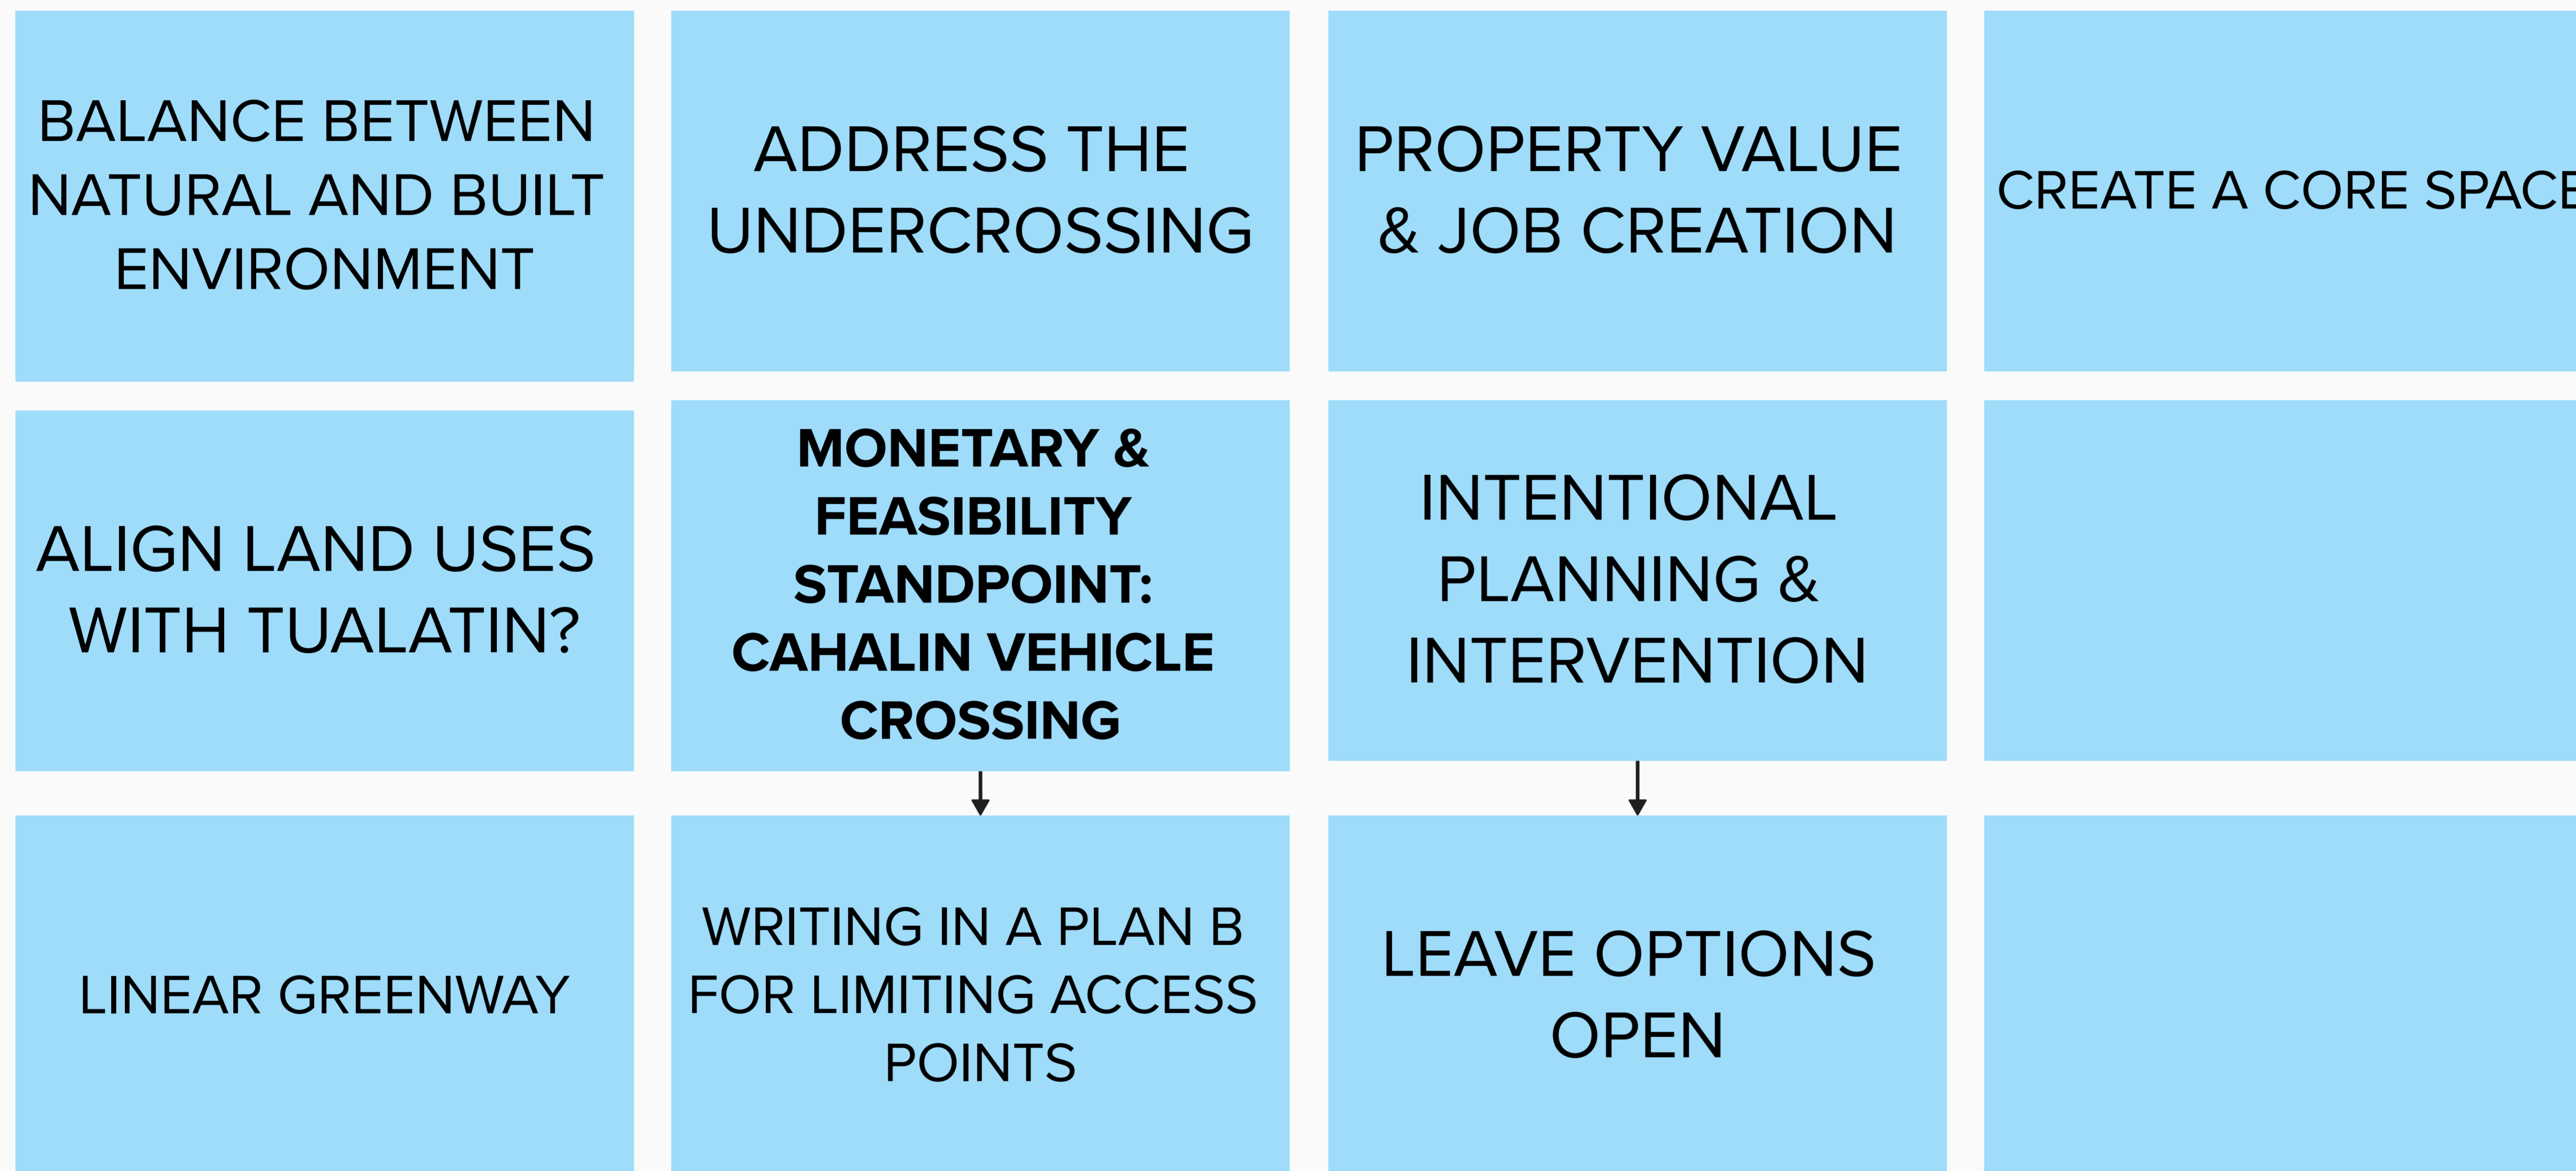 BALANCE BETWEEN
NATURAL AND BUILT
ENVIRONMENT
ADDRESS THE
UNDERCROSSING
PROPERTY VALUE
& JOB CREATION
CREATE A CORE SPACE
ALIGN LAND USES
WITH TUALATIN?
MONETARY &
FEASIBILITY
STANDPOINT:
CAHALIN VEHICLE
CROSSING
INTENTIONAL
PLANNING &
INTERVENTION
LINEAR GREENWAY
WRITING IN A PLAN B
FOR LIMITING ACCESS
POINTS
LEAVE OPTIONS
OPEN